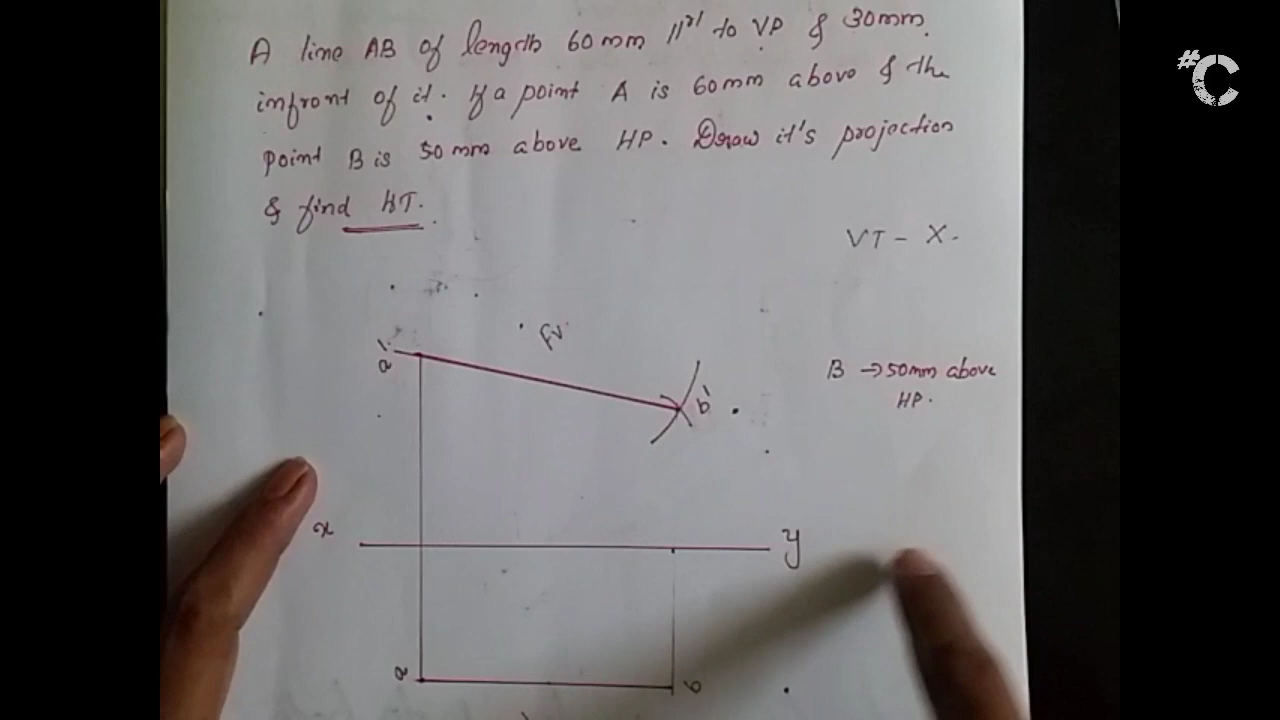 #C
A line AB of length 60mm ||rl to VP & 30mm
infront of it. If a point A is 60mm above & the
point B is 50mm above HP. Draw it's projection
& find HT.
VT - X.
FV
a'
b'
B → 50mm above
HP.
x
y
a
b